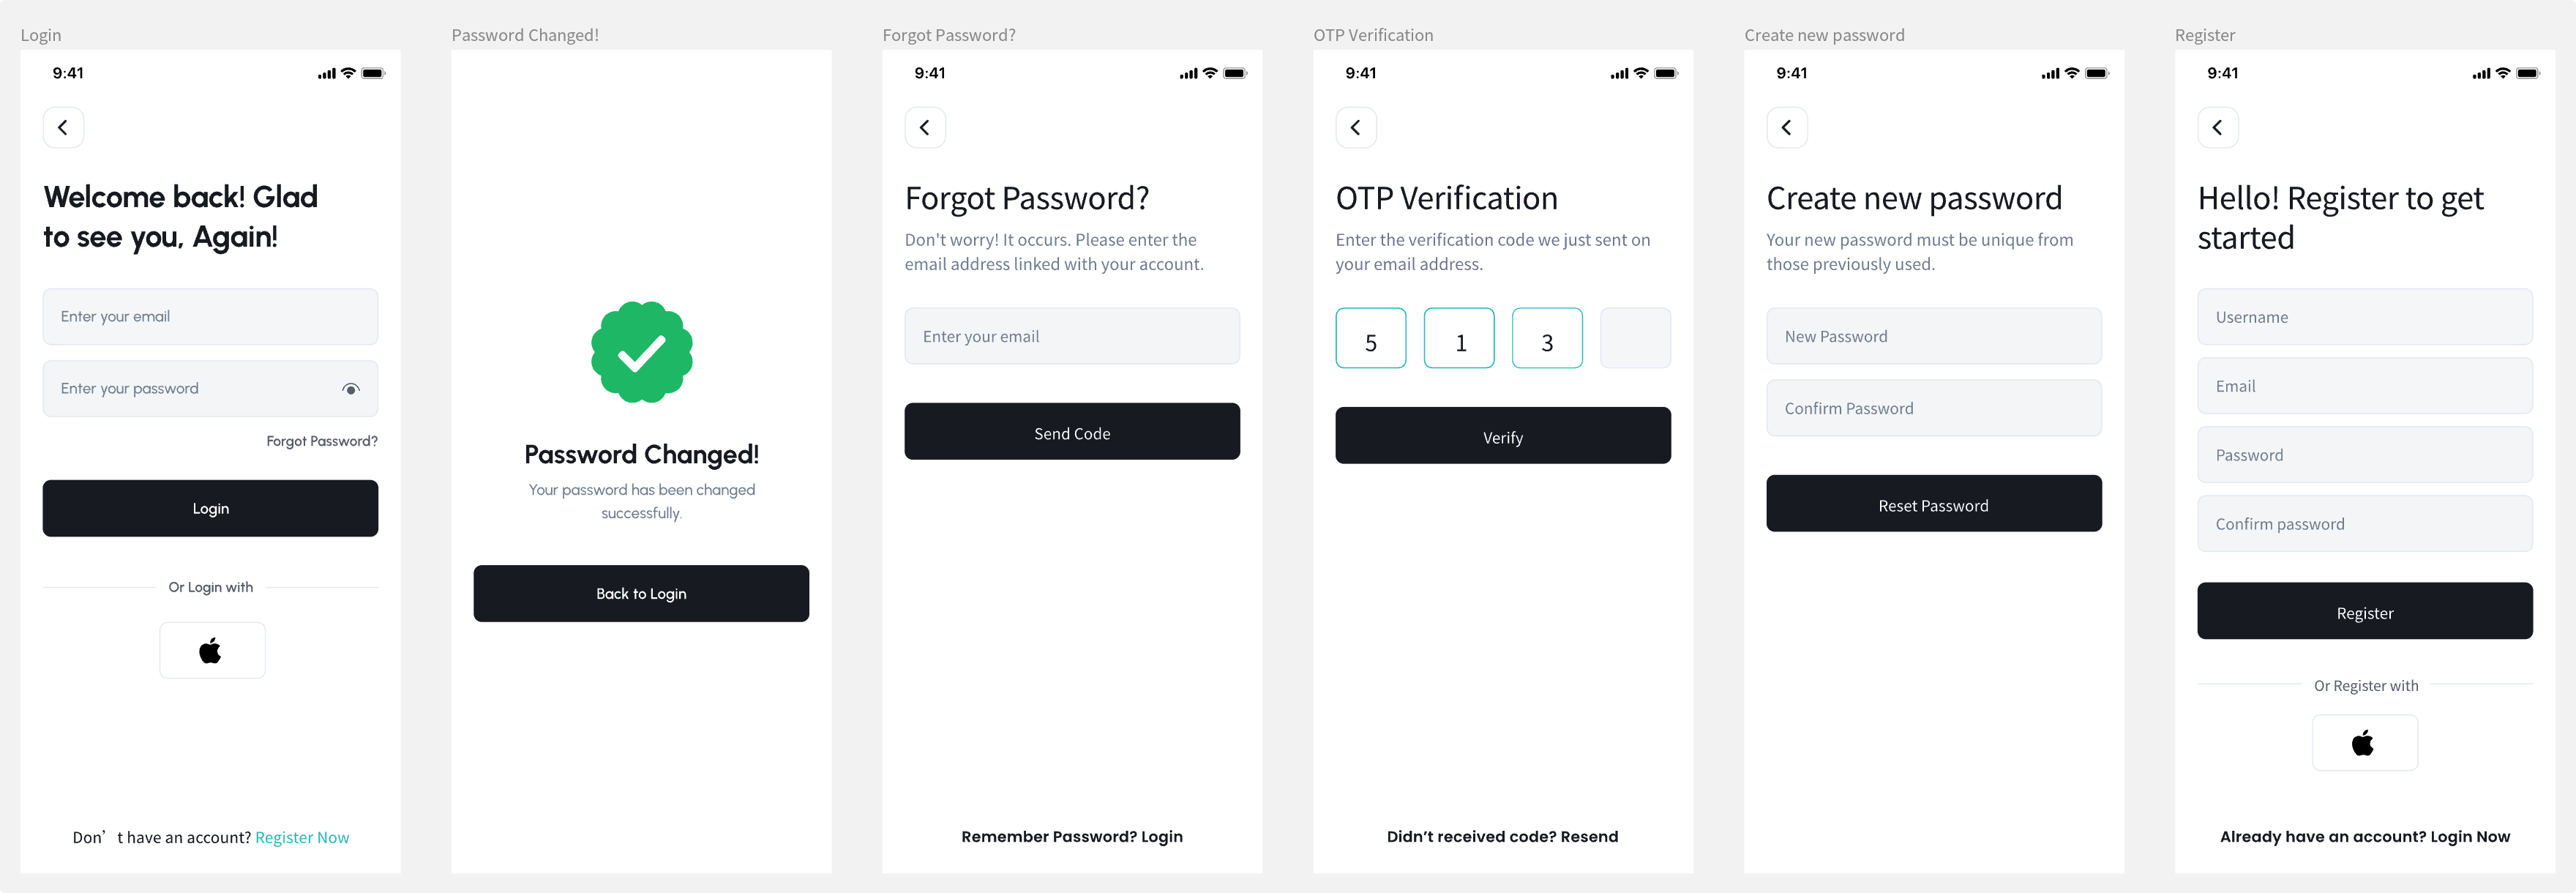 Login
9:41
Welcome back! Glad
to see you, Again!
Enter your email
Enter your password
Forgot Password?
Login
Or Login with
Don’t have an account? Register Now
Password Changed!
Password Changed!
Your password has been changed
successfully.
Back to Login
Forgot Password?
9:41
Forgot Password?
Don't worry! It occurs. Please enter the
email address linked with your account.
Enter your email
Send Code
Remember Password? Login
OTP Verification
9:41
OTP Verification
Enter the verification code we just sent on
your email address.
5 1 3
Verify
Didn’t received code? Resend
Create new password
9:41
Create new password
Your new password must be unique from
those previously used.
New Password
Confirm Password
Reset Password
Register
9:41
Hello! Register to get
started
Username
Email
Password
Confirm password
Register
Or Register with
Already have an account? Login Now